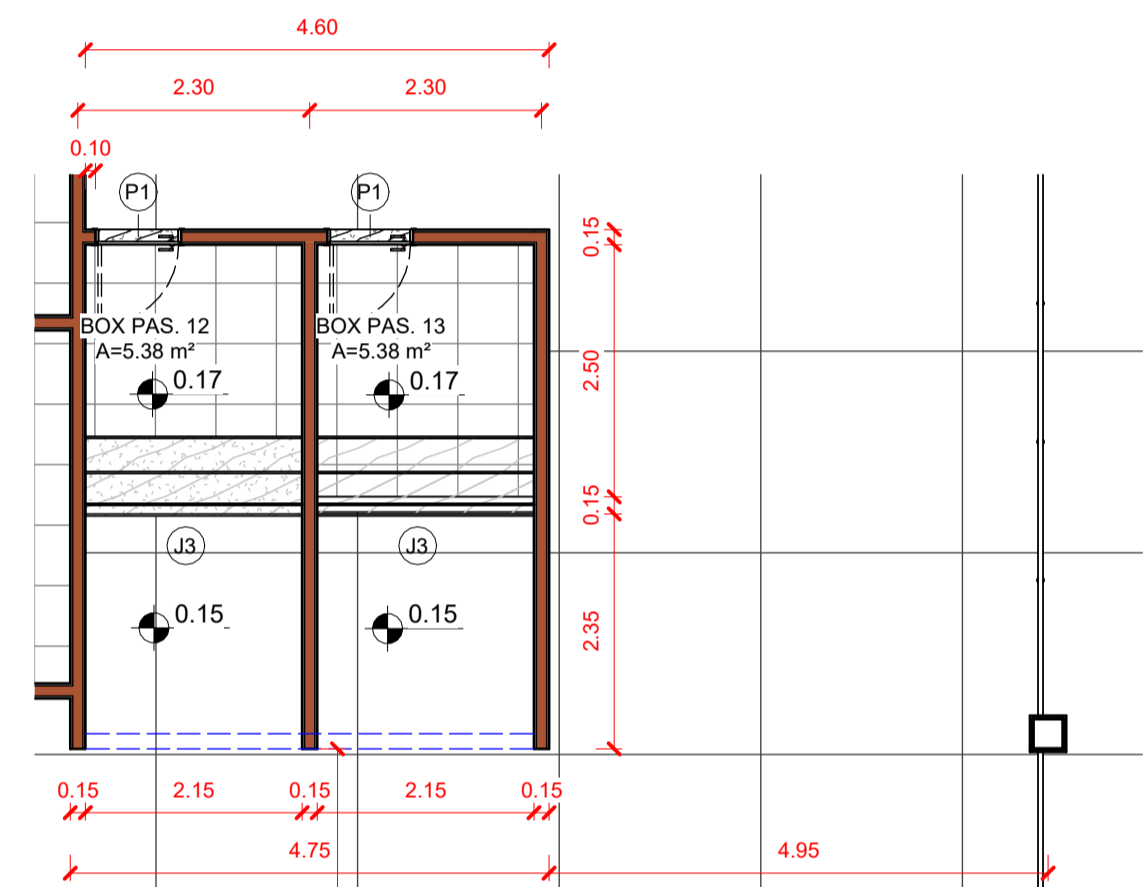 4.60
2.30 2.30
0.10
P1 P1
0.15
BOX PAS. 12 BOX PAS. 13
A=5.38 m² A=5.38 m²
0.17 0.17
2.50
0.15
J3 J3
0.15 0.15
2.35
0.15 2.15 0.15 2.15 0.15
4.75 4.95